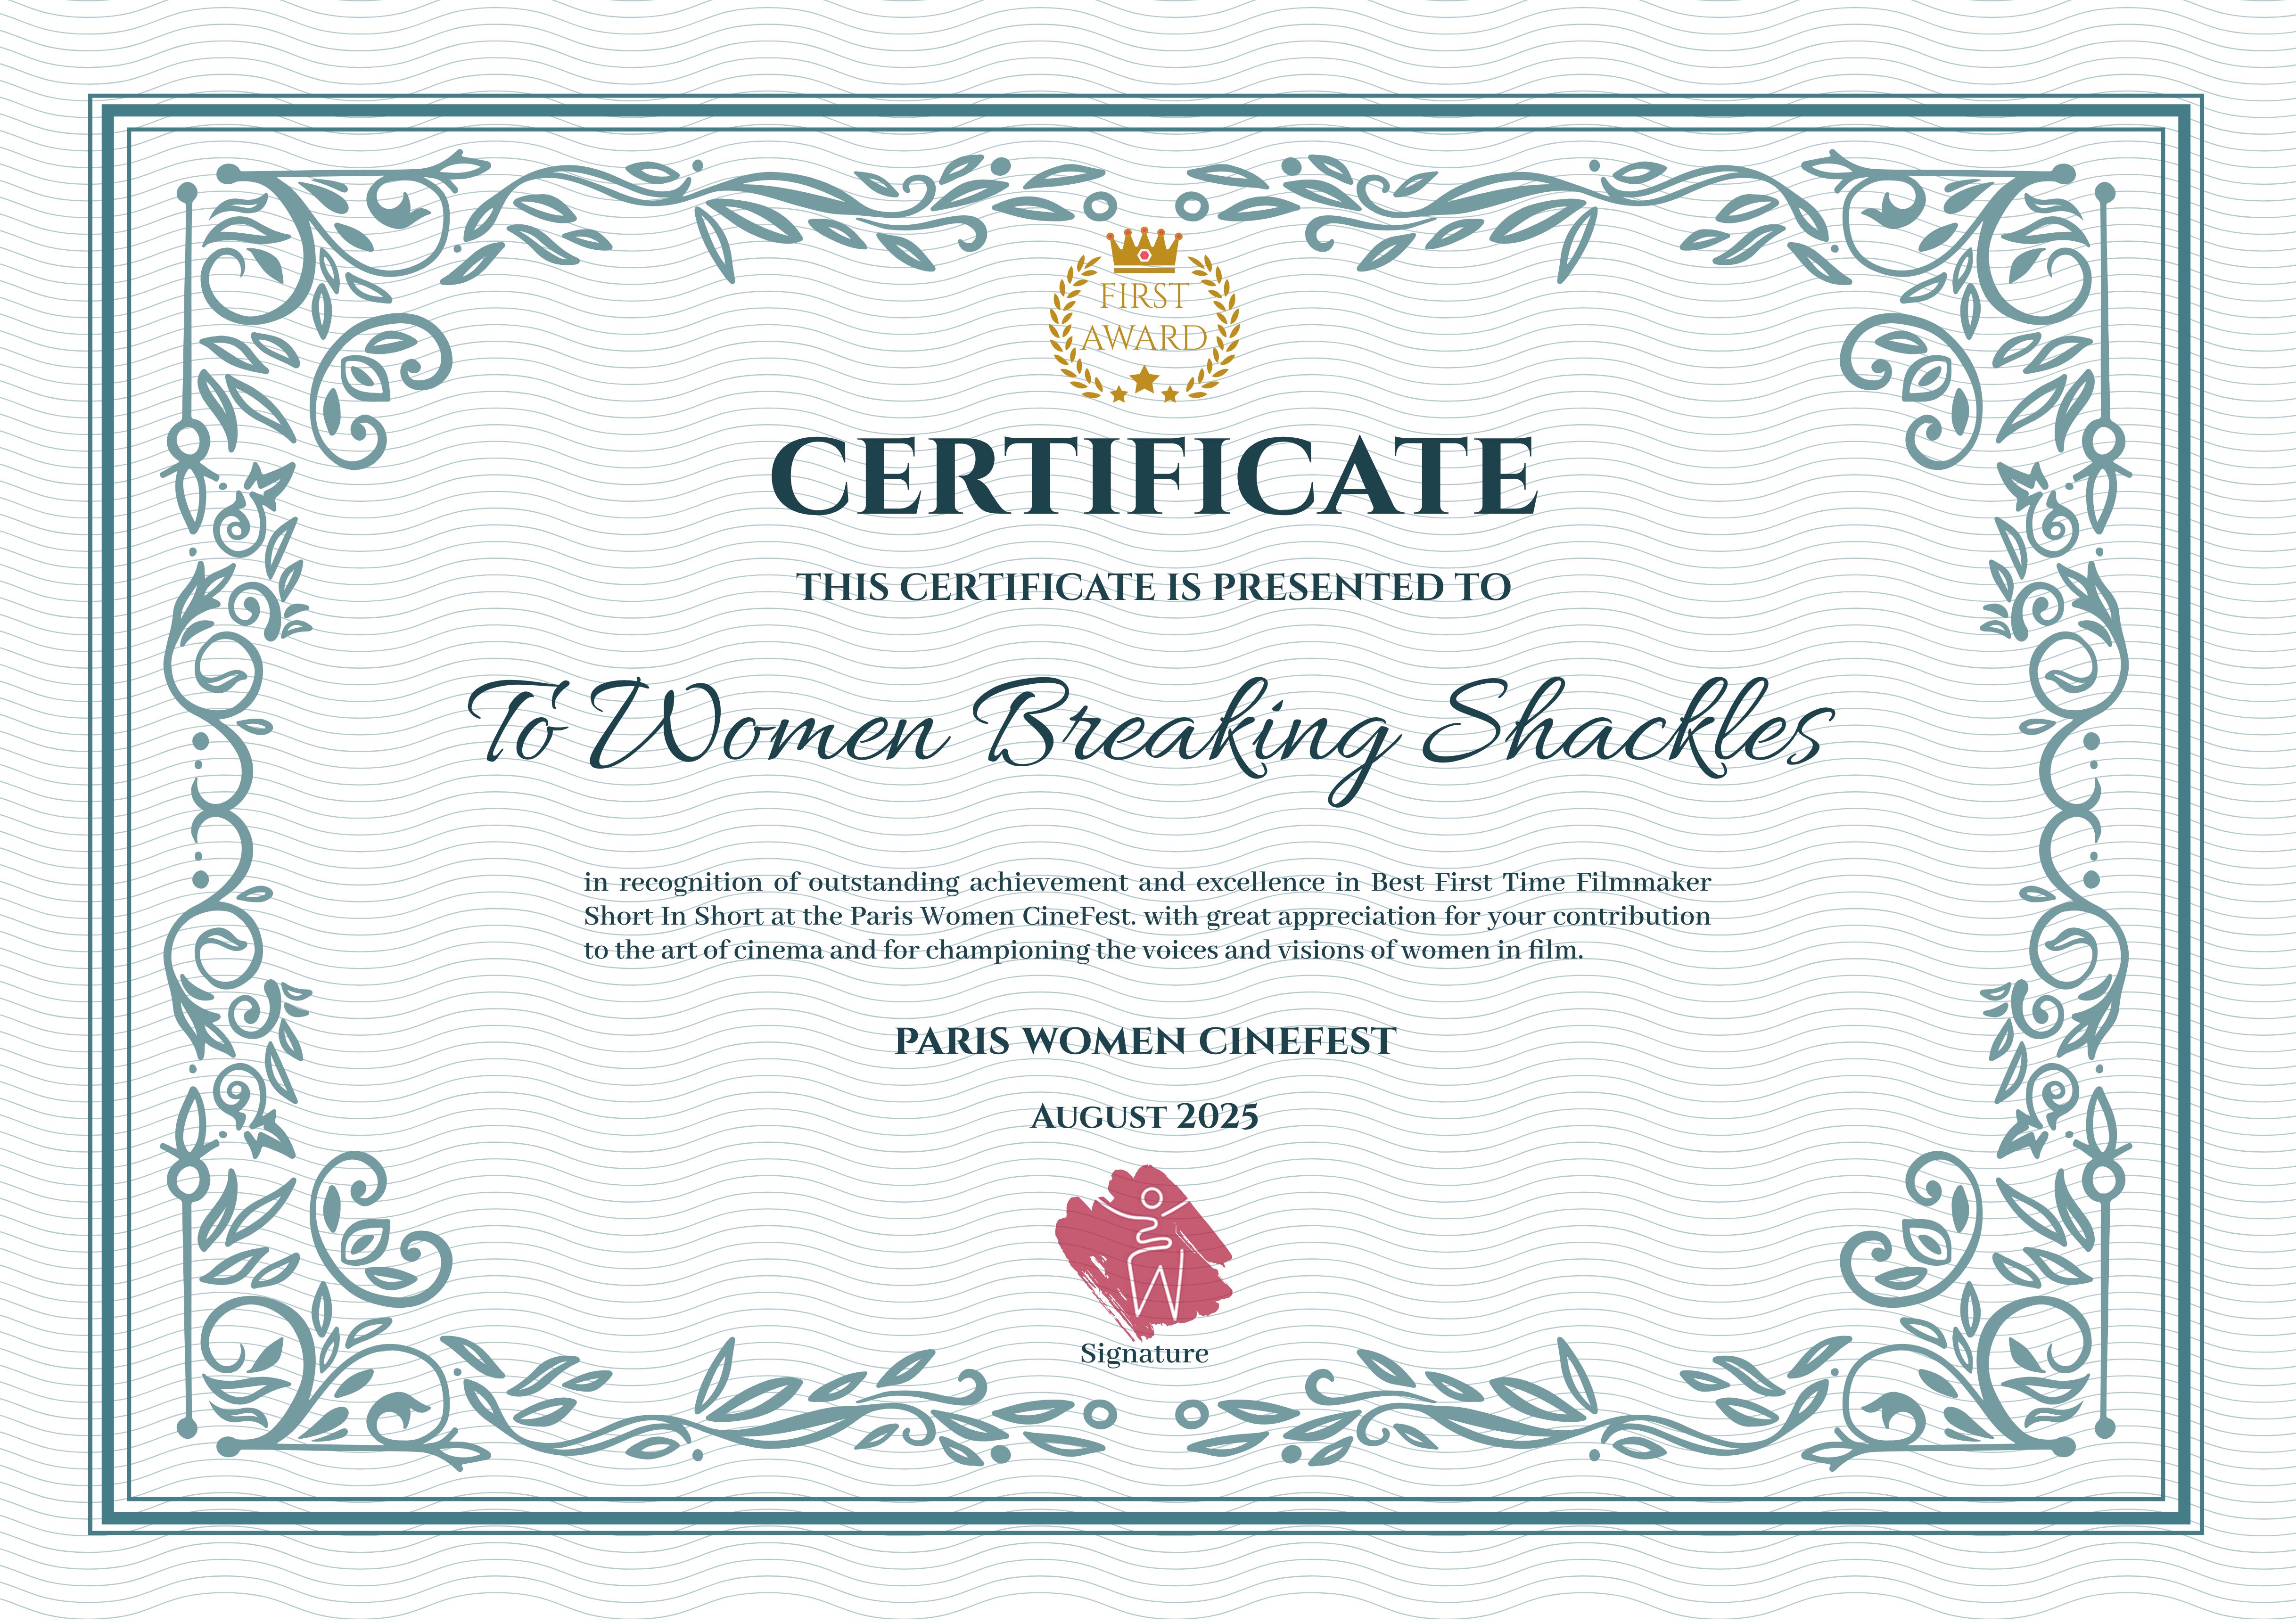 FIRST
AWARD
CERTIFICATE
THIS CERTIFICATE IS PRESENTED TO
To Women Breaking Shackles
in recognition of outstanding achievement and excellence in Best First Time Filmmaker
Short In Short at the Paris Women CineFest. with great appreciation for your contribution
to the art of cinema and for championing the voices and visions of women in film.
PARIS WOMEN CINEFEST
AUGUST 2025
Signature